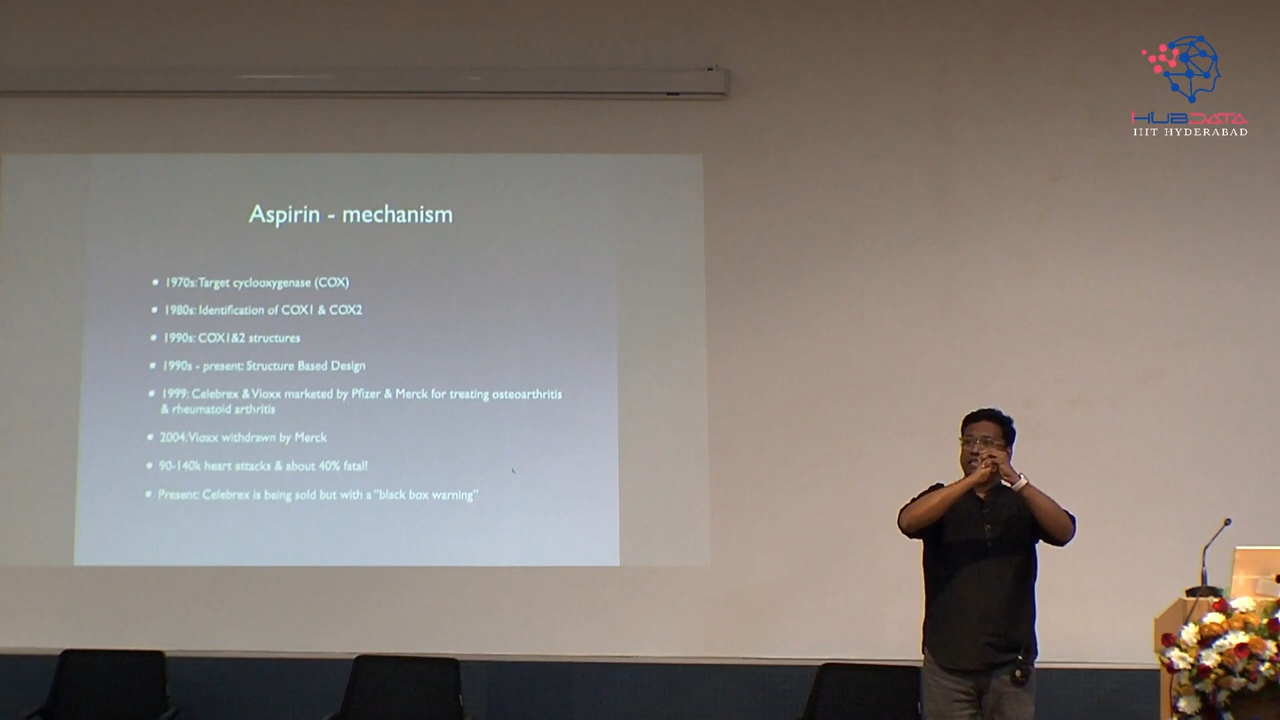 HUBDATA
IIIT HYDERABAD
Aspirin - mechanism
• 1970s: Target cyclooxygenase (COX)
• 1980s: Identification of COX1 & COX2
• 1990s: COX1&2 structures
• 1990s - present: Structure Based Design
• 1999: Celebrex & Vioxx marketed by Pfizer & Merck for treating osteoarthritis
& rheumatoid arthritis
• 2004: Vioxx withdrawn by Merck
• 90-140k heart attacks & about 40% fatal!
• Present: Celebrex is being sold but with a "black box warning"